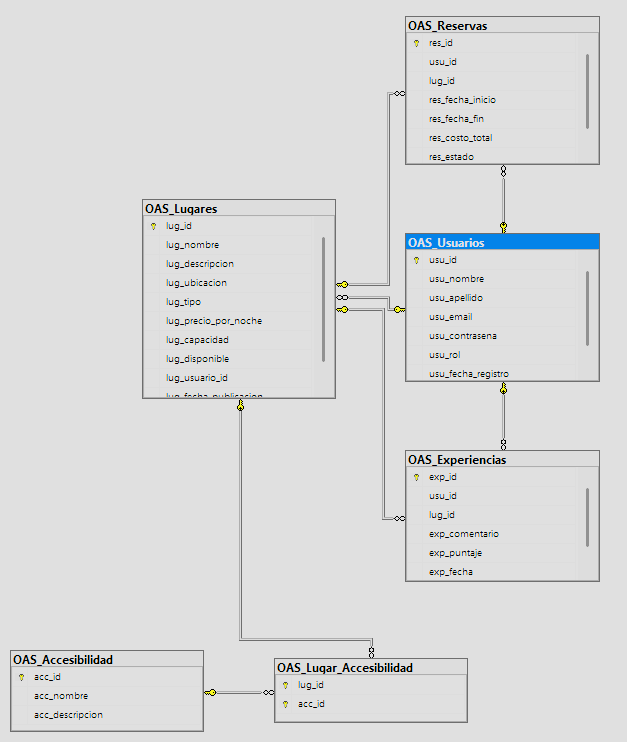 OAS_Reservas
res_id
usu_id
lug_id
res_fecha_inicio
res_fecha_fin
res_costo_total
res_estado
OAS_Lugares
lug_id
lug_nombre
lug_descripcion
lug_ubicacion
lug_tipo
lug_precio_por_noche
lug_capacidad
lug_disponible
lug_usuario_id
lug_fecha_publicacion
OAS_Usuarios
usu_id
usu_nombre
usu_apellido
usu_email
usu_contrasena
usu_rol
usu_fecha_registro
OAS_Experiencias
exp_id
usu_id
lug_id
exp_comentario
exp_puntaje
exp_fecha
OAS_Accesibilidad
acc_id
acc_nombre
acc_descripcion
OAS_Lugar_Accesibilidad
lug_id
acc_id